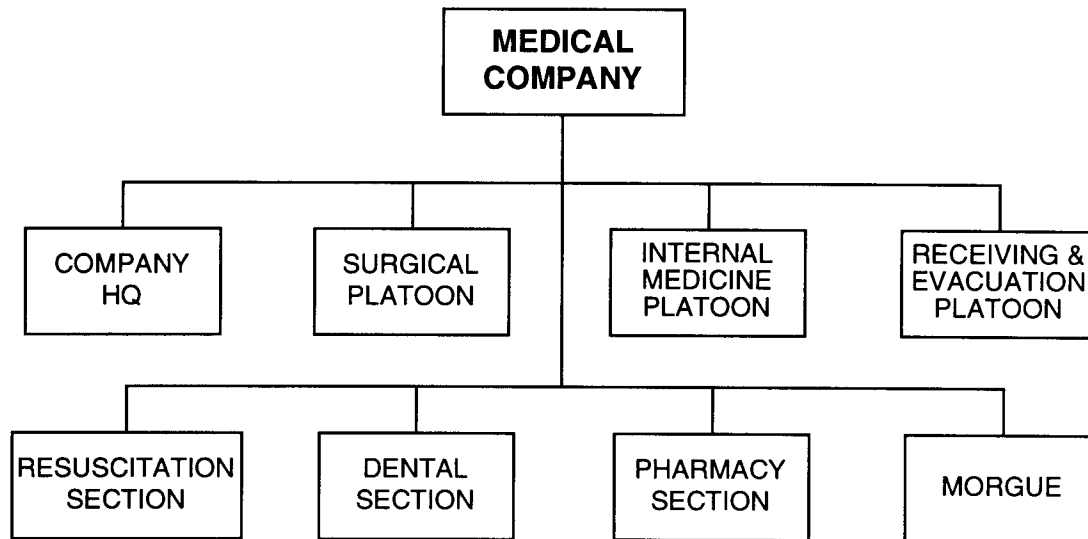 MEDICAL
COMPANY
COMPANY
HQ
SURGICAL
PLATOON
INTERNAL
MEDICINE
PLATOON
RECEIVING &
EVACUATION
PLATOON
RESUSCITATION
SECTION
DENTAL
SECTION
PHARMACY
SECTION
MORGUE